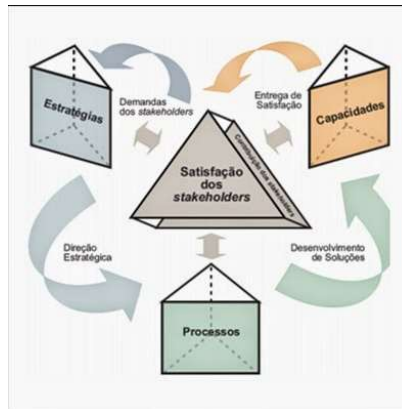 Estratégias
Demandas
dos stakeholders
Entrega de
Satisfação
Capacidades
Satisfação
dos
stakeholders
Contribuição dos stakeholders
Direção
Estratégica
Desenvolvimento
de Soluções
Processos